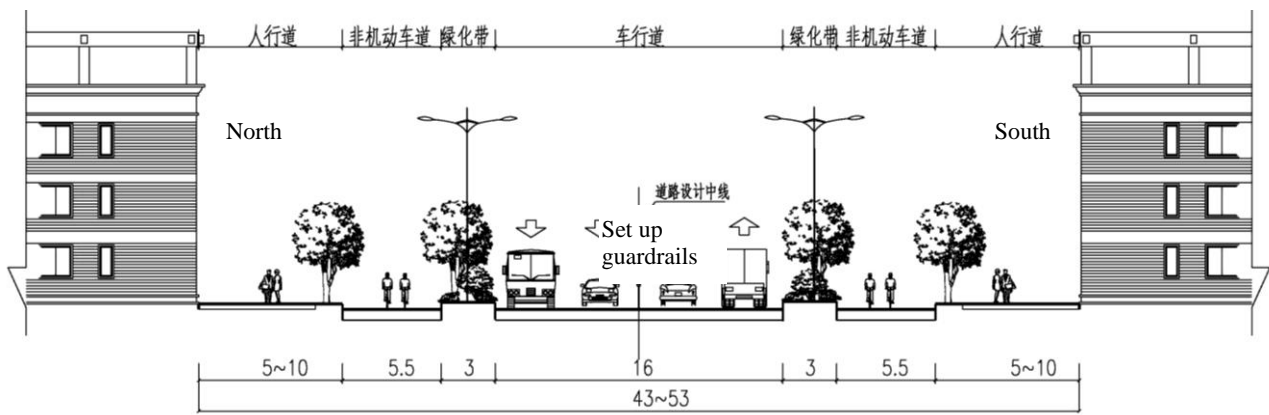 人行道 非机动车道 绿化带 车行道 绿化带 非机动车道 人行道
North
South
道路设计中线
Set up
guardrails
5~10 5.5 3 16 3 5.5 5~10
43~53